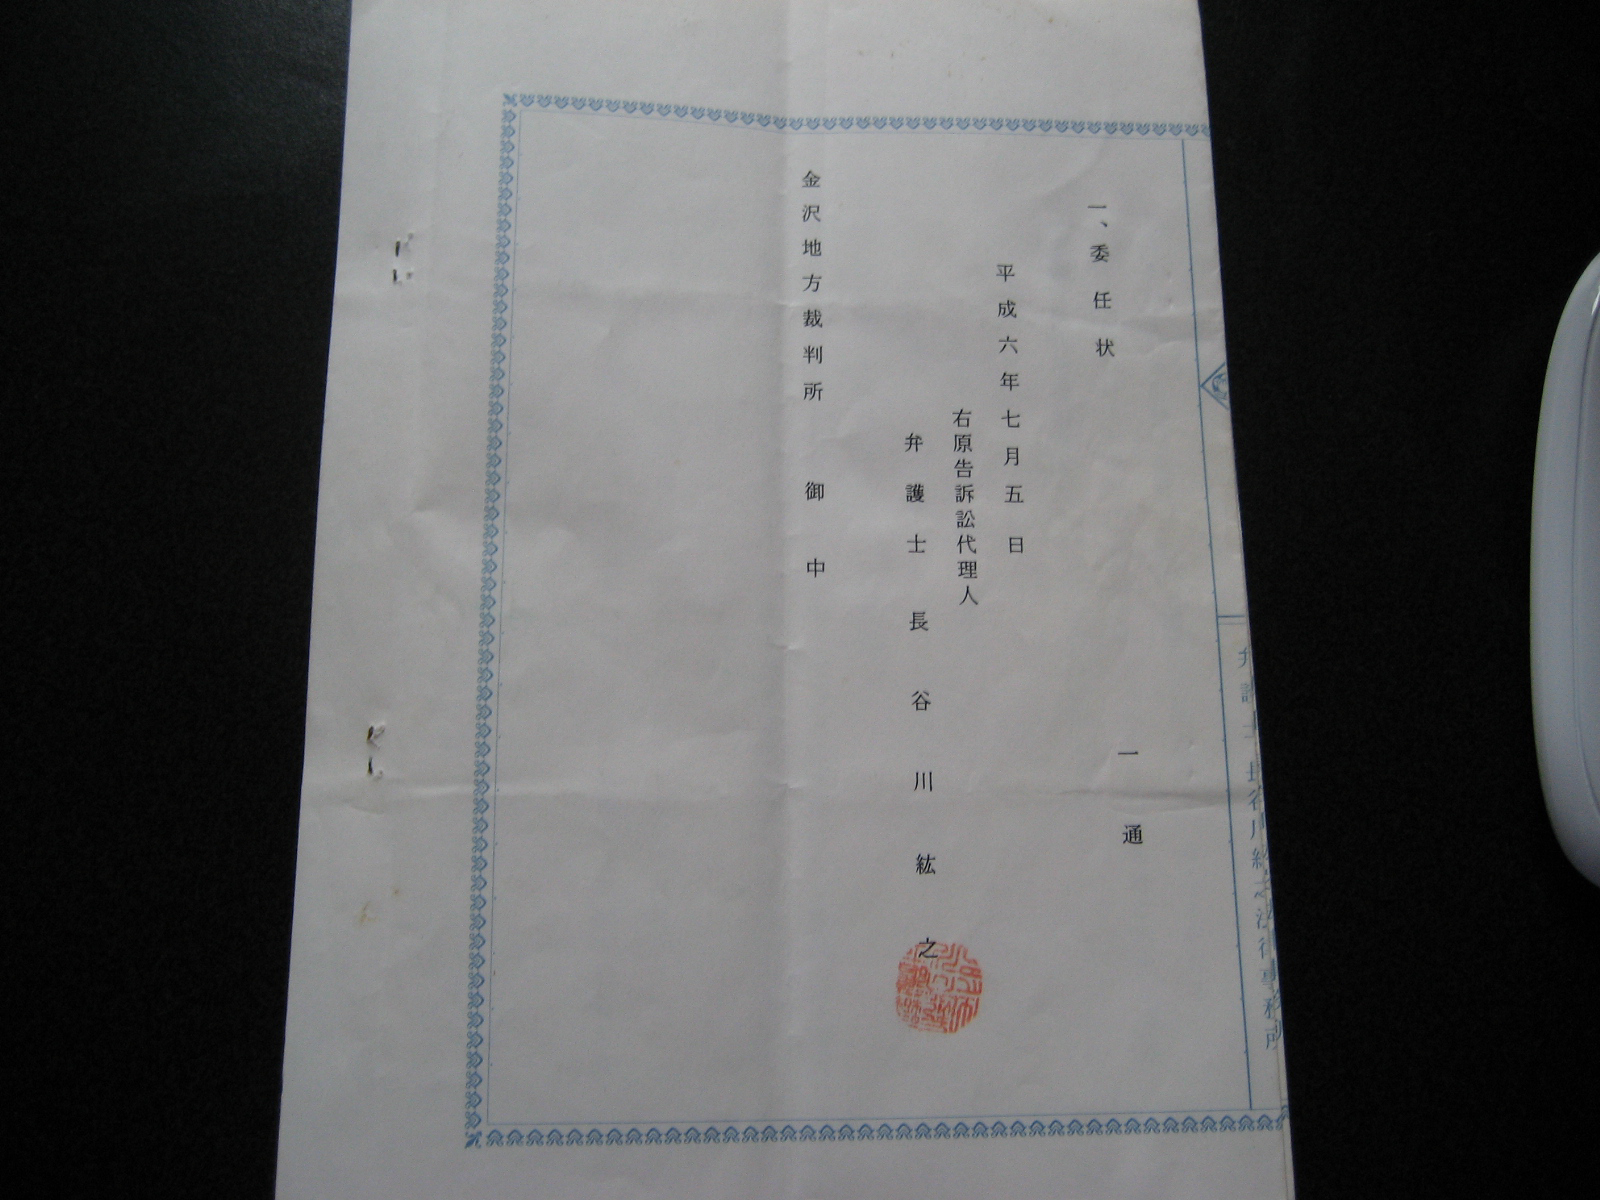 弁護士長谷川紘之法律事務所
一、委任状　一通
平成六年七月五日
右原告訴訟代理人
弁護士長谷川紘之
金沢地方裁判所　御中